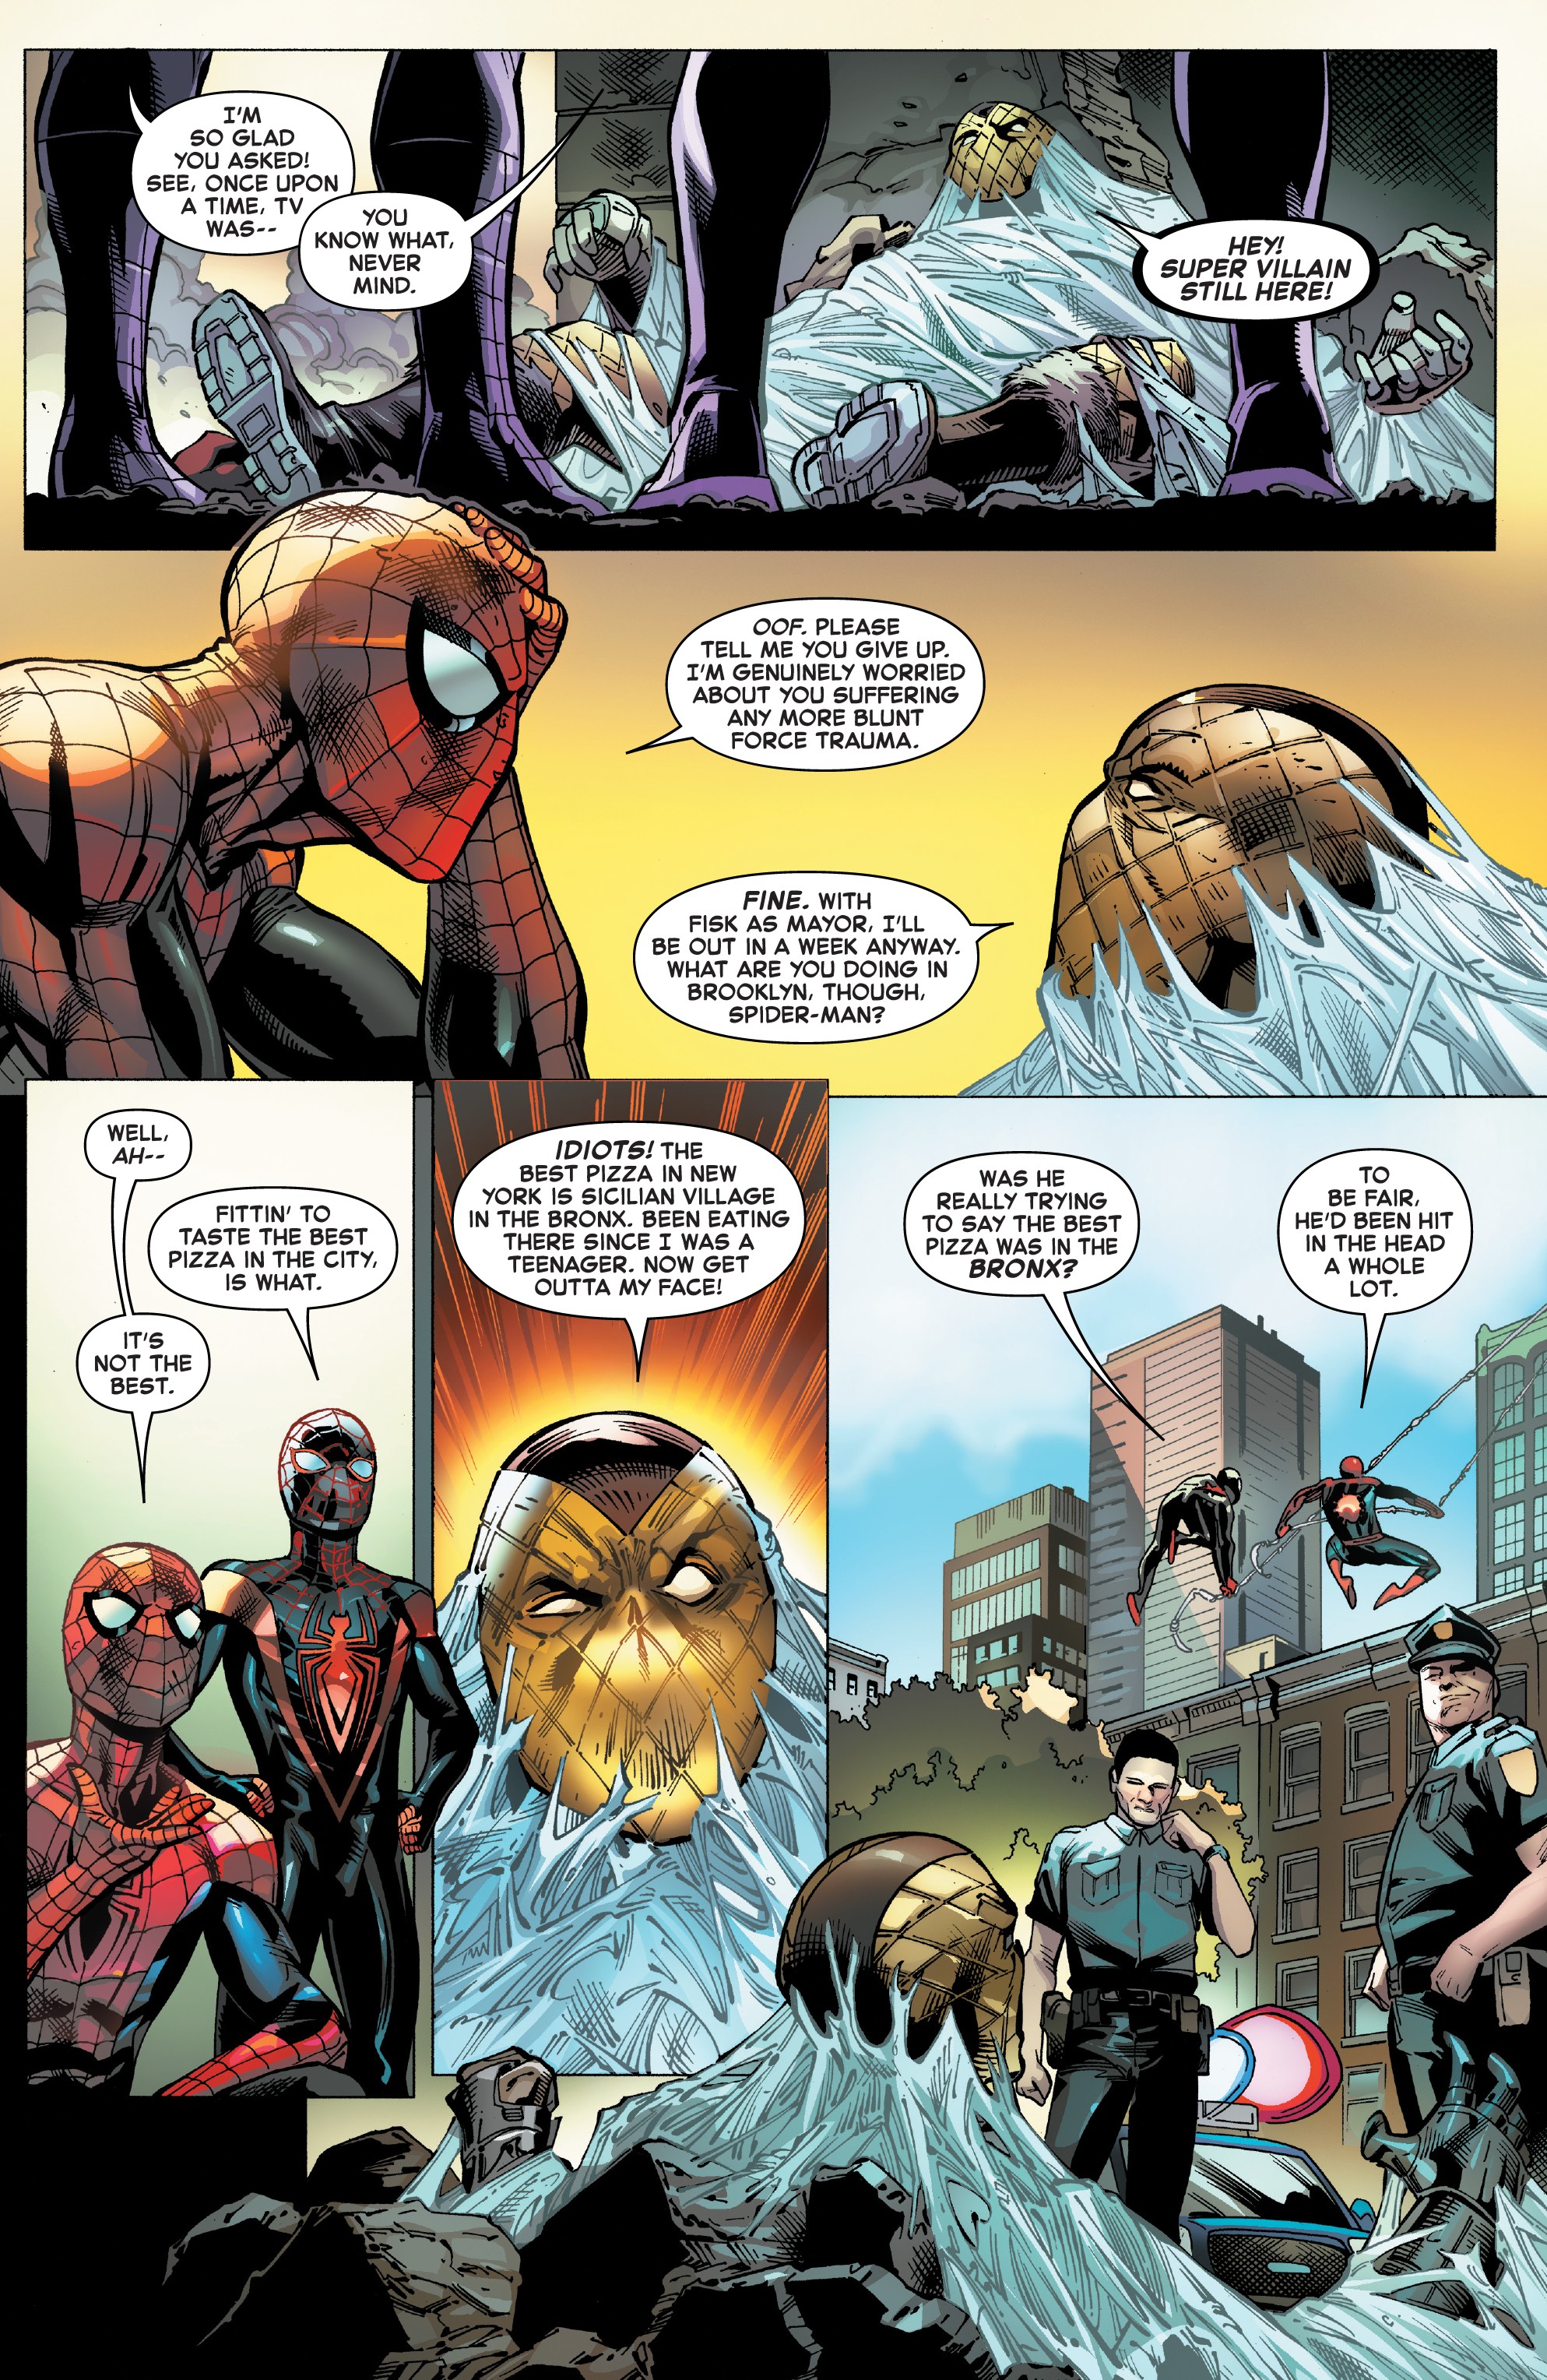 I'M
SO GLAD
YOU ASKED!
SEE, ONCE UPON
A TIME, TV
WAS--
YOU
KNOW WHAT,
NEVER
MIND.
HEY!
SUPER VILLAIN
STILL HERE!
OOF. PLEASE
TELL ME YOU GIVE UP.
I'M GENUINELY WORRIED
ABOUT YOU SUFFERING
ANY MORE BLUNT
FORCE TRAUMA.
FINE. WITH
FISK AS MAYOR, I'LL
BE OUT IN A WEEK ANYWAY.
WHAT ARE YOU DOING IN
BROOKLYN, THOUGH,
SPIDER-MAN?
WELL,
AH--
FITTIN' TO
TASTE THE BEST
PIZZA IN THE CITY,
IS WHAT.
IT'S
NOT THE
BEST.
IDIOTS! THE
BEST PIZZA IN NEW
YORK IS SICILIAN VILLAGE
IN THE BRONX. BEEN EATING
THERE SINCE I WAS A
TEENAGER. NOW GET
OUTTA MY FACE!
WAS HE
REALLY TRYING
TO SAY THE BEST
PIZZA WAS IN THE
BRONX?
TO
BE FAIR,
HE'D BEEN HIT
IN THE HEAD
A WHOLE
LOT.